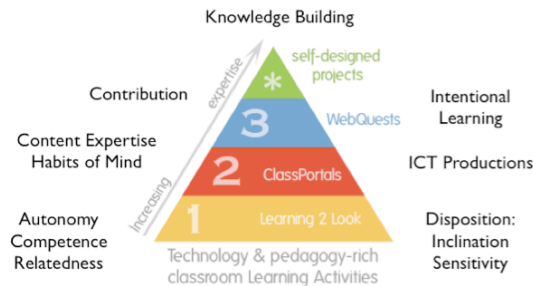 Knowledge Building
self-designed
projects
*
Contribution
expertise
Intentional
Learning
3
WebQuests
Content Expertise
Habits of Mind
2
ClassPortals
ICT Productions
Increasing
Autonomy
Competence
Relatedness
1
Learning 2 Look
Disposition:
Inclination
Sensitivity
Technology & pedagogy-rich
classroom Learning Activities